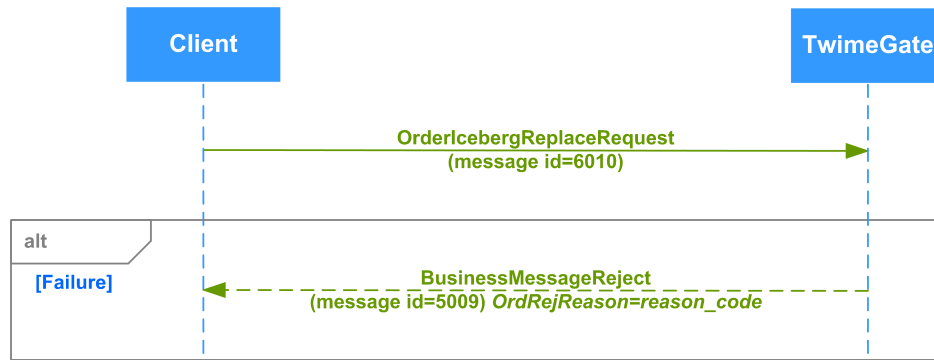 Client
TwimeGate
OrderIcebergReplaceRequest
(message id=6010)
alt
[Failure]
BusinessMessageReject
(message id=5009) OrdRejReason=reason_code